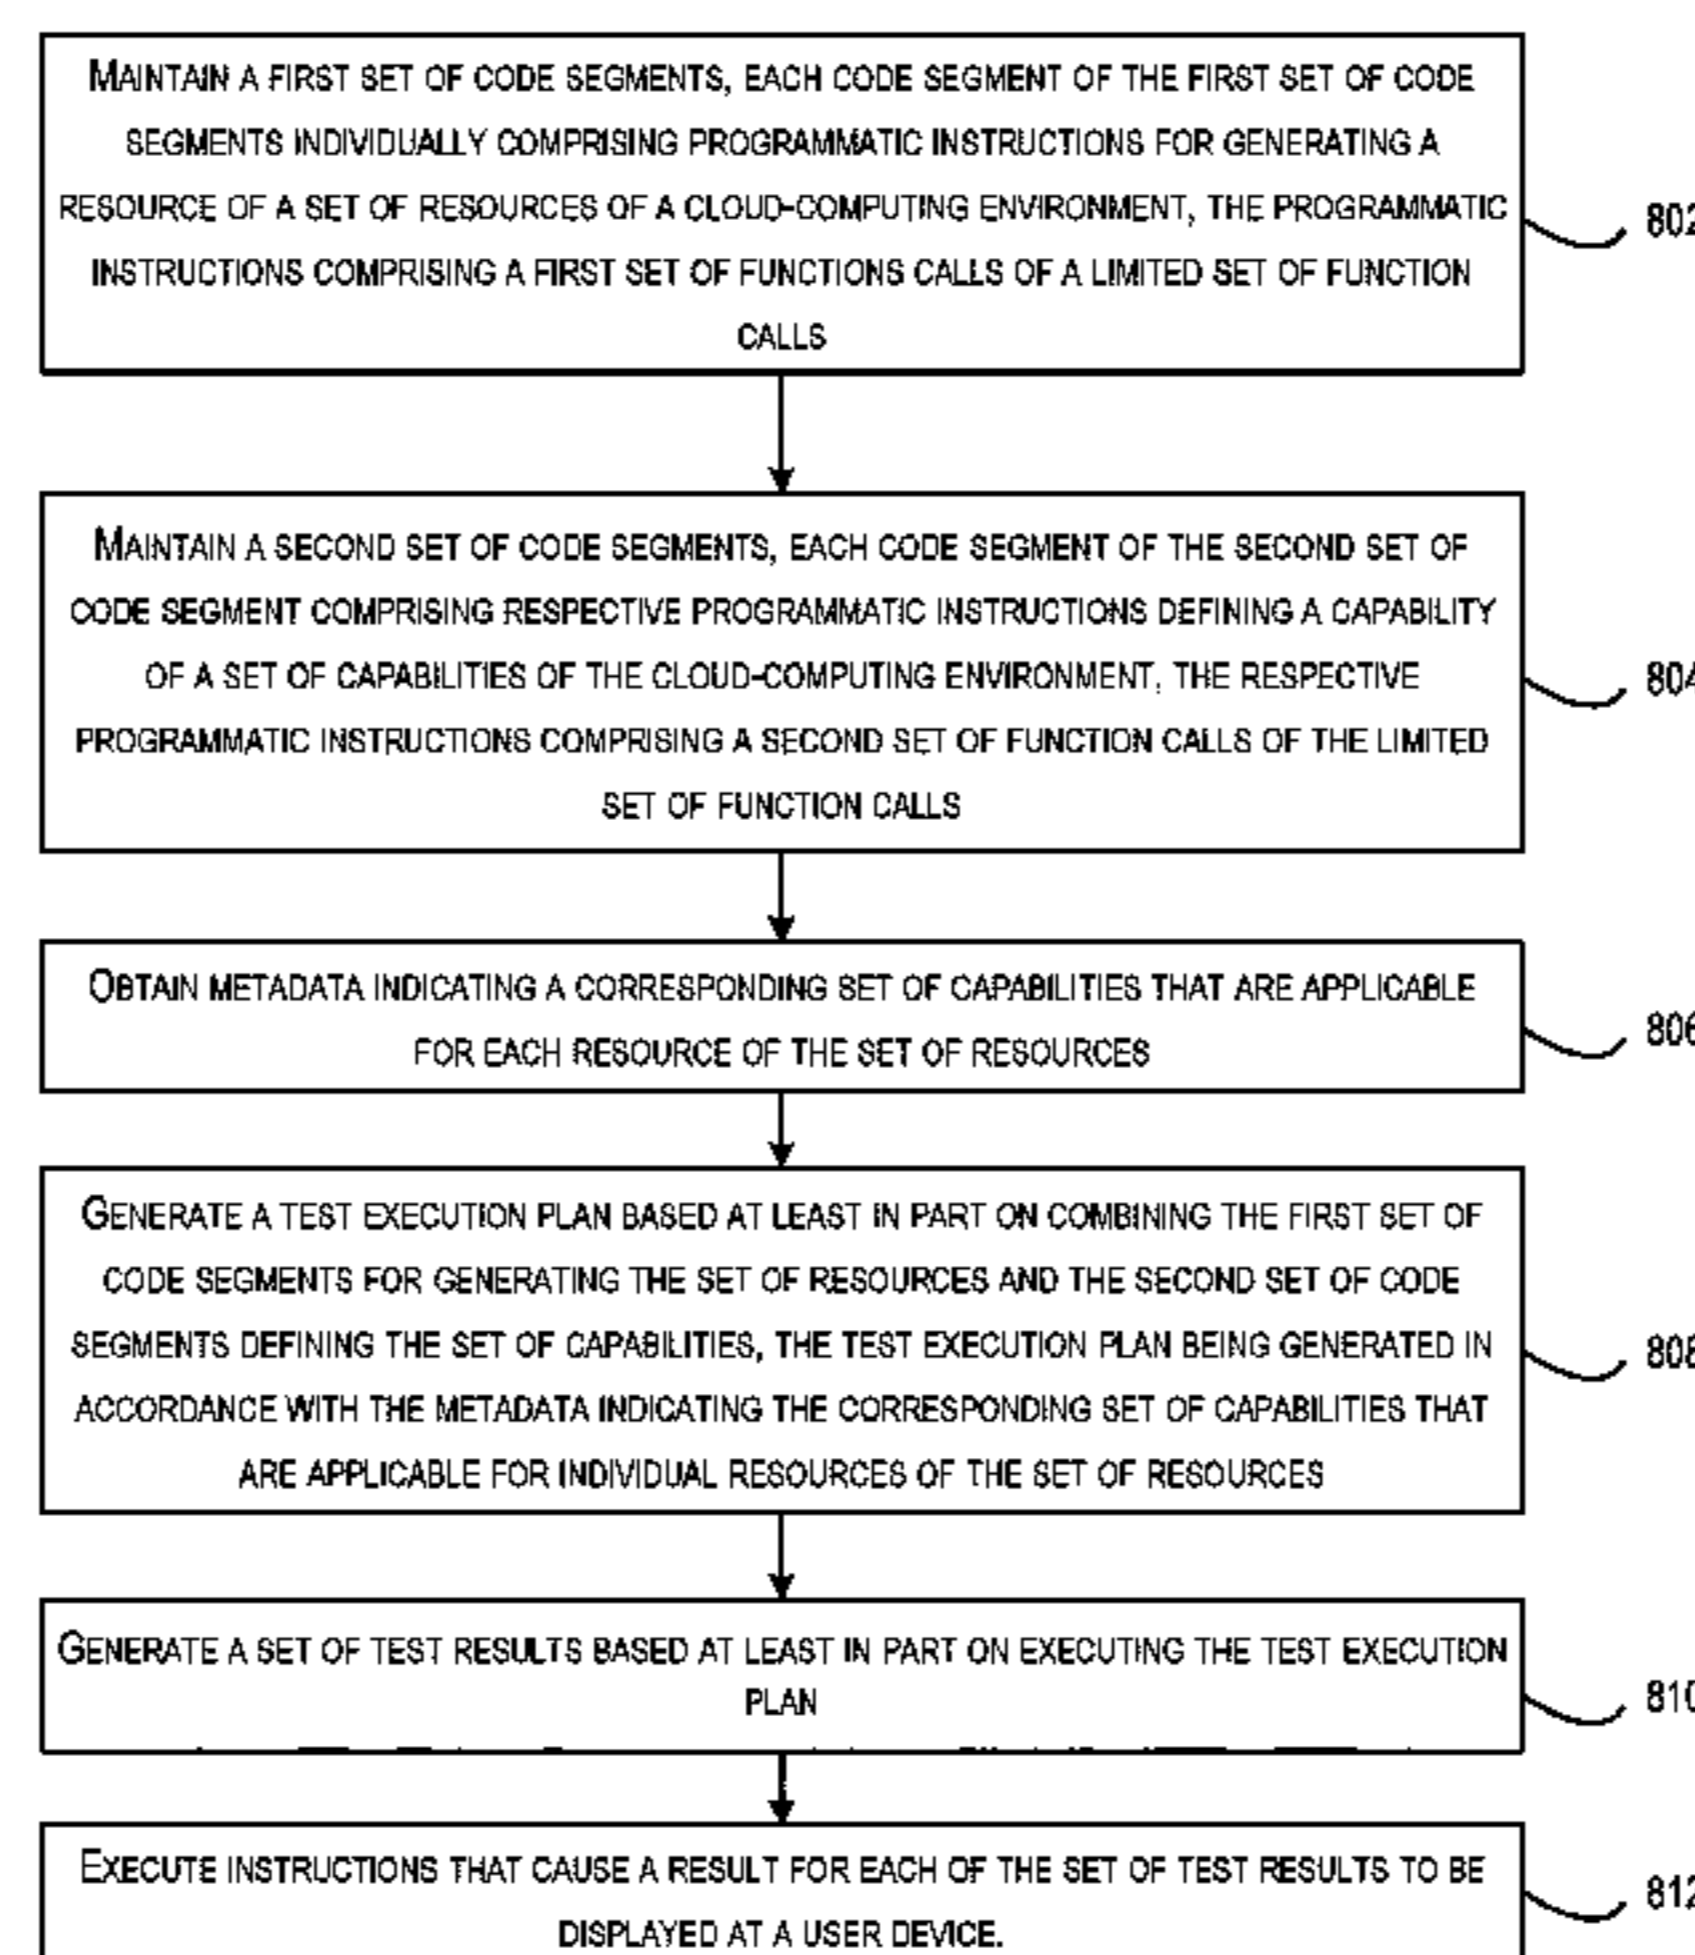 MAINTAIN A FIRST SET OF CODE SEGMENTS, EACH CODE SEGMENT OF THE FIRST SET OF CODE
SEGMENTS INDIVIDUALLY COMPRISING PROGRAMMATIC INSTRUCTIONS FOR GENERATING A
RESOURCE OF A SET OF RESOURCES OF A CLOUD-COMPUTING ENVIRONMENT, THE PROGRAMMATIC
INSTRUCTIONS COMPRISING A FIRST SET OF FUNCTIONS CALLS OF A LIMITED SET OF FUNCTION
CALLS
802
MAINTAIN A SECOND SET OF CODE SEGMENTS, EACH CODE SEGMENT OF THE SECOND SET OF
CODE SEGMENT COMPRISING RESPECTIVE PROGRAMMATIC INSTRUCTIONS DEFINING A CAPABILITY
OF A SET OF CAPABILITIES OF THE CLOUD-COMPUTING ENVIRONMENT, THE RESPECTIVE
PROGRAMMATIC INSTRUCTIONS COMPRISING A SECOND SET OF FUNCTION CALLS OF THE LIMITED
SET OF FUNCTION CALLS
804
OBTAIN METADATA INDICATING A CORRESPONDING SET OF CAPABILITIES THAT ARE APPLICABLE
FOR EACH RESOURCE OF THE SET OF RESOURCES
806
GENERATE A TEST EXECUTION PLAN BASED AT LEAST IN PART ON COMBINING THE FIRST SET OF
CODE SEGMENTS FOR GENERATING THE SET OF RESOURCES AND THE SECOND SET OF CODE
SEGMENTS DEFINING THE SET OF CAPABILITIES, THE TEST EXECUTION PLAN BEING GENERATED IN
ACCORDANCE WITH THE METADATA INDICATING THE CORRESPONDING SET OF CAPABILITIES THAT
ARE APPLICABLE FOR INDIVIDUAL RESOURCES OF THE SET OF RESOURCES
808
GENERATE A SET OF TEST RESULTS BASED AT LEAST IN PART ON EXECUTING THE TEST EXECUTION
PLAN
810
EXECUTE INSTRUCTIONS THAT CAUSE A RESULT FOR EACH OF THE SET OF TEST RESULTS TO BE
DISPLAYED AT A USER DEVICE.
812